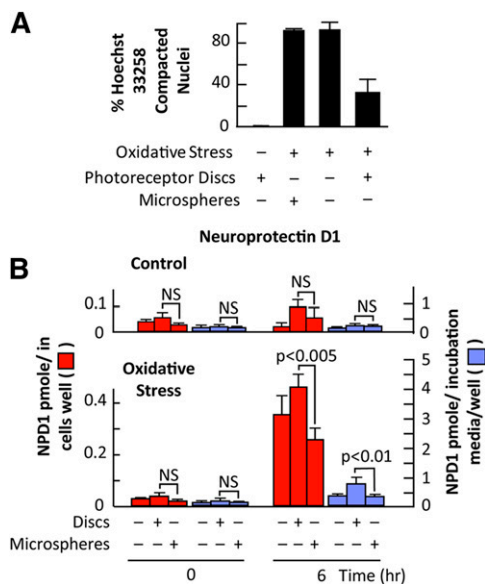 A
% Hoechst
33258
Compacted
Nuclei
80
40
0
Oxidative Stress – + + +
Photoreceptor Discs + – – +
Microspheres – + – –
Neuroprotectin D1
B
Control
NS NS NS NS
0.1
0
1
0
Oxidative
Stress
p<0.005
p<0.01
NS NS
0.4
0.2
0
5
4
3
2
1
0
NPD1 pmole/ in
cells well ( )
NPD1 pmole/ incubation
media/well ( )
Discs – + – – + – – + – – + –
Microspheres – – + – – + – – + – – +
0 6 Time (hr)